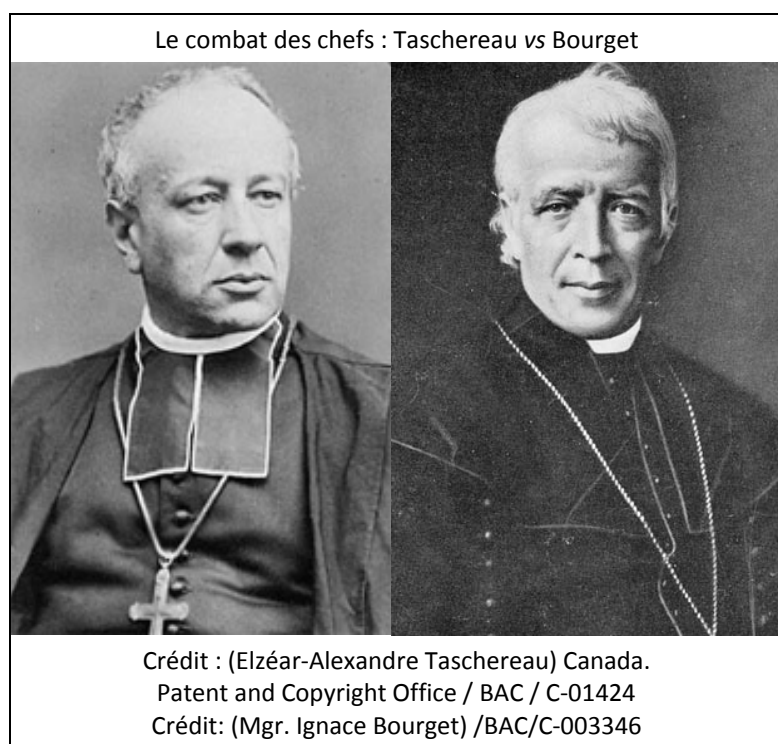 Le combat des chefs : Taschereau vs Bourget
Crédit : (Elzéar-Alexandre Taschereau) Canada.
Patent and Copyright Office / BAC / C-01424
Crédit: (Mgr. Ignace Bourget) /BAC/C-003346